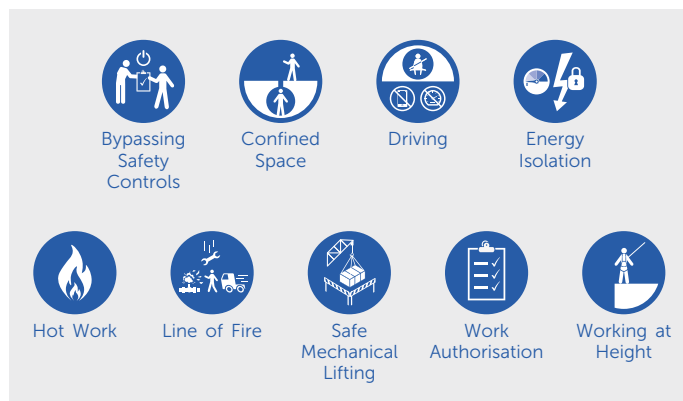 Bypassing
Safety
Controls
Confined
Space
Driving
Energy
Isolation
Hot Work
Line of Fire
Safe
Mechanical
Lifting
Work
Authorisation
Working at
Height